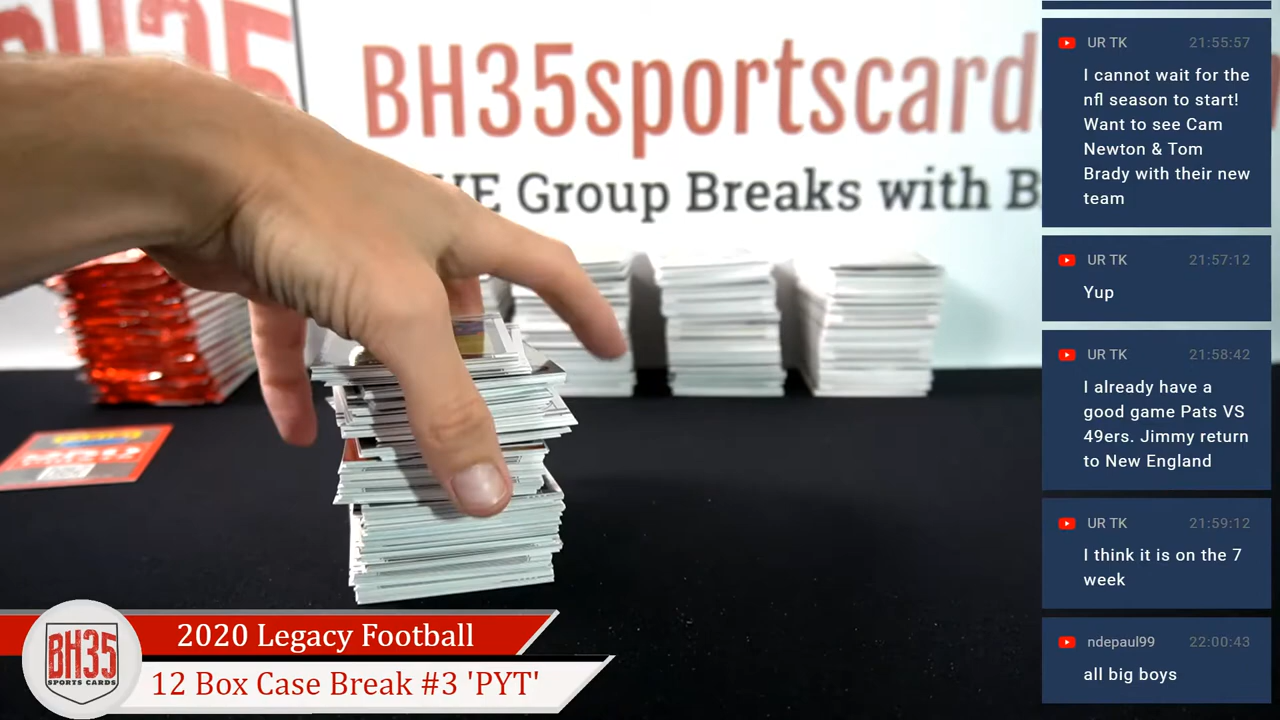 BH35
BH35sportscard
Group Breaks with B
UR TK 21:55:57
I cannot wait for the
nfl season to start!
Want to see Cam
Newton & Tom
Brady with their new
team
UR TK 21:57:12
Yup
UR TK 21:58:42
I already have a
good game Pats VS
49ers. Jimmy return
to New England
UR TK 21:59:12
I think it is on the 7
week
ndepaul99 22:00:43
all big boys
BH35
SPORTS CARDS
2020 Legacy Football
12 Box Case Break #3 'PYT'